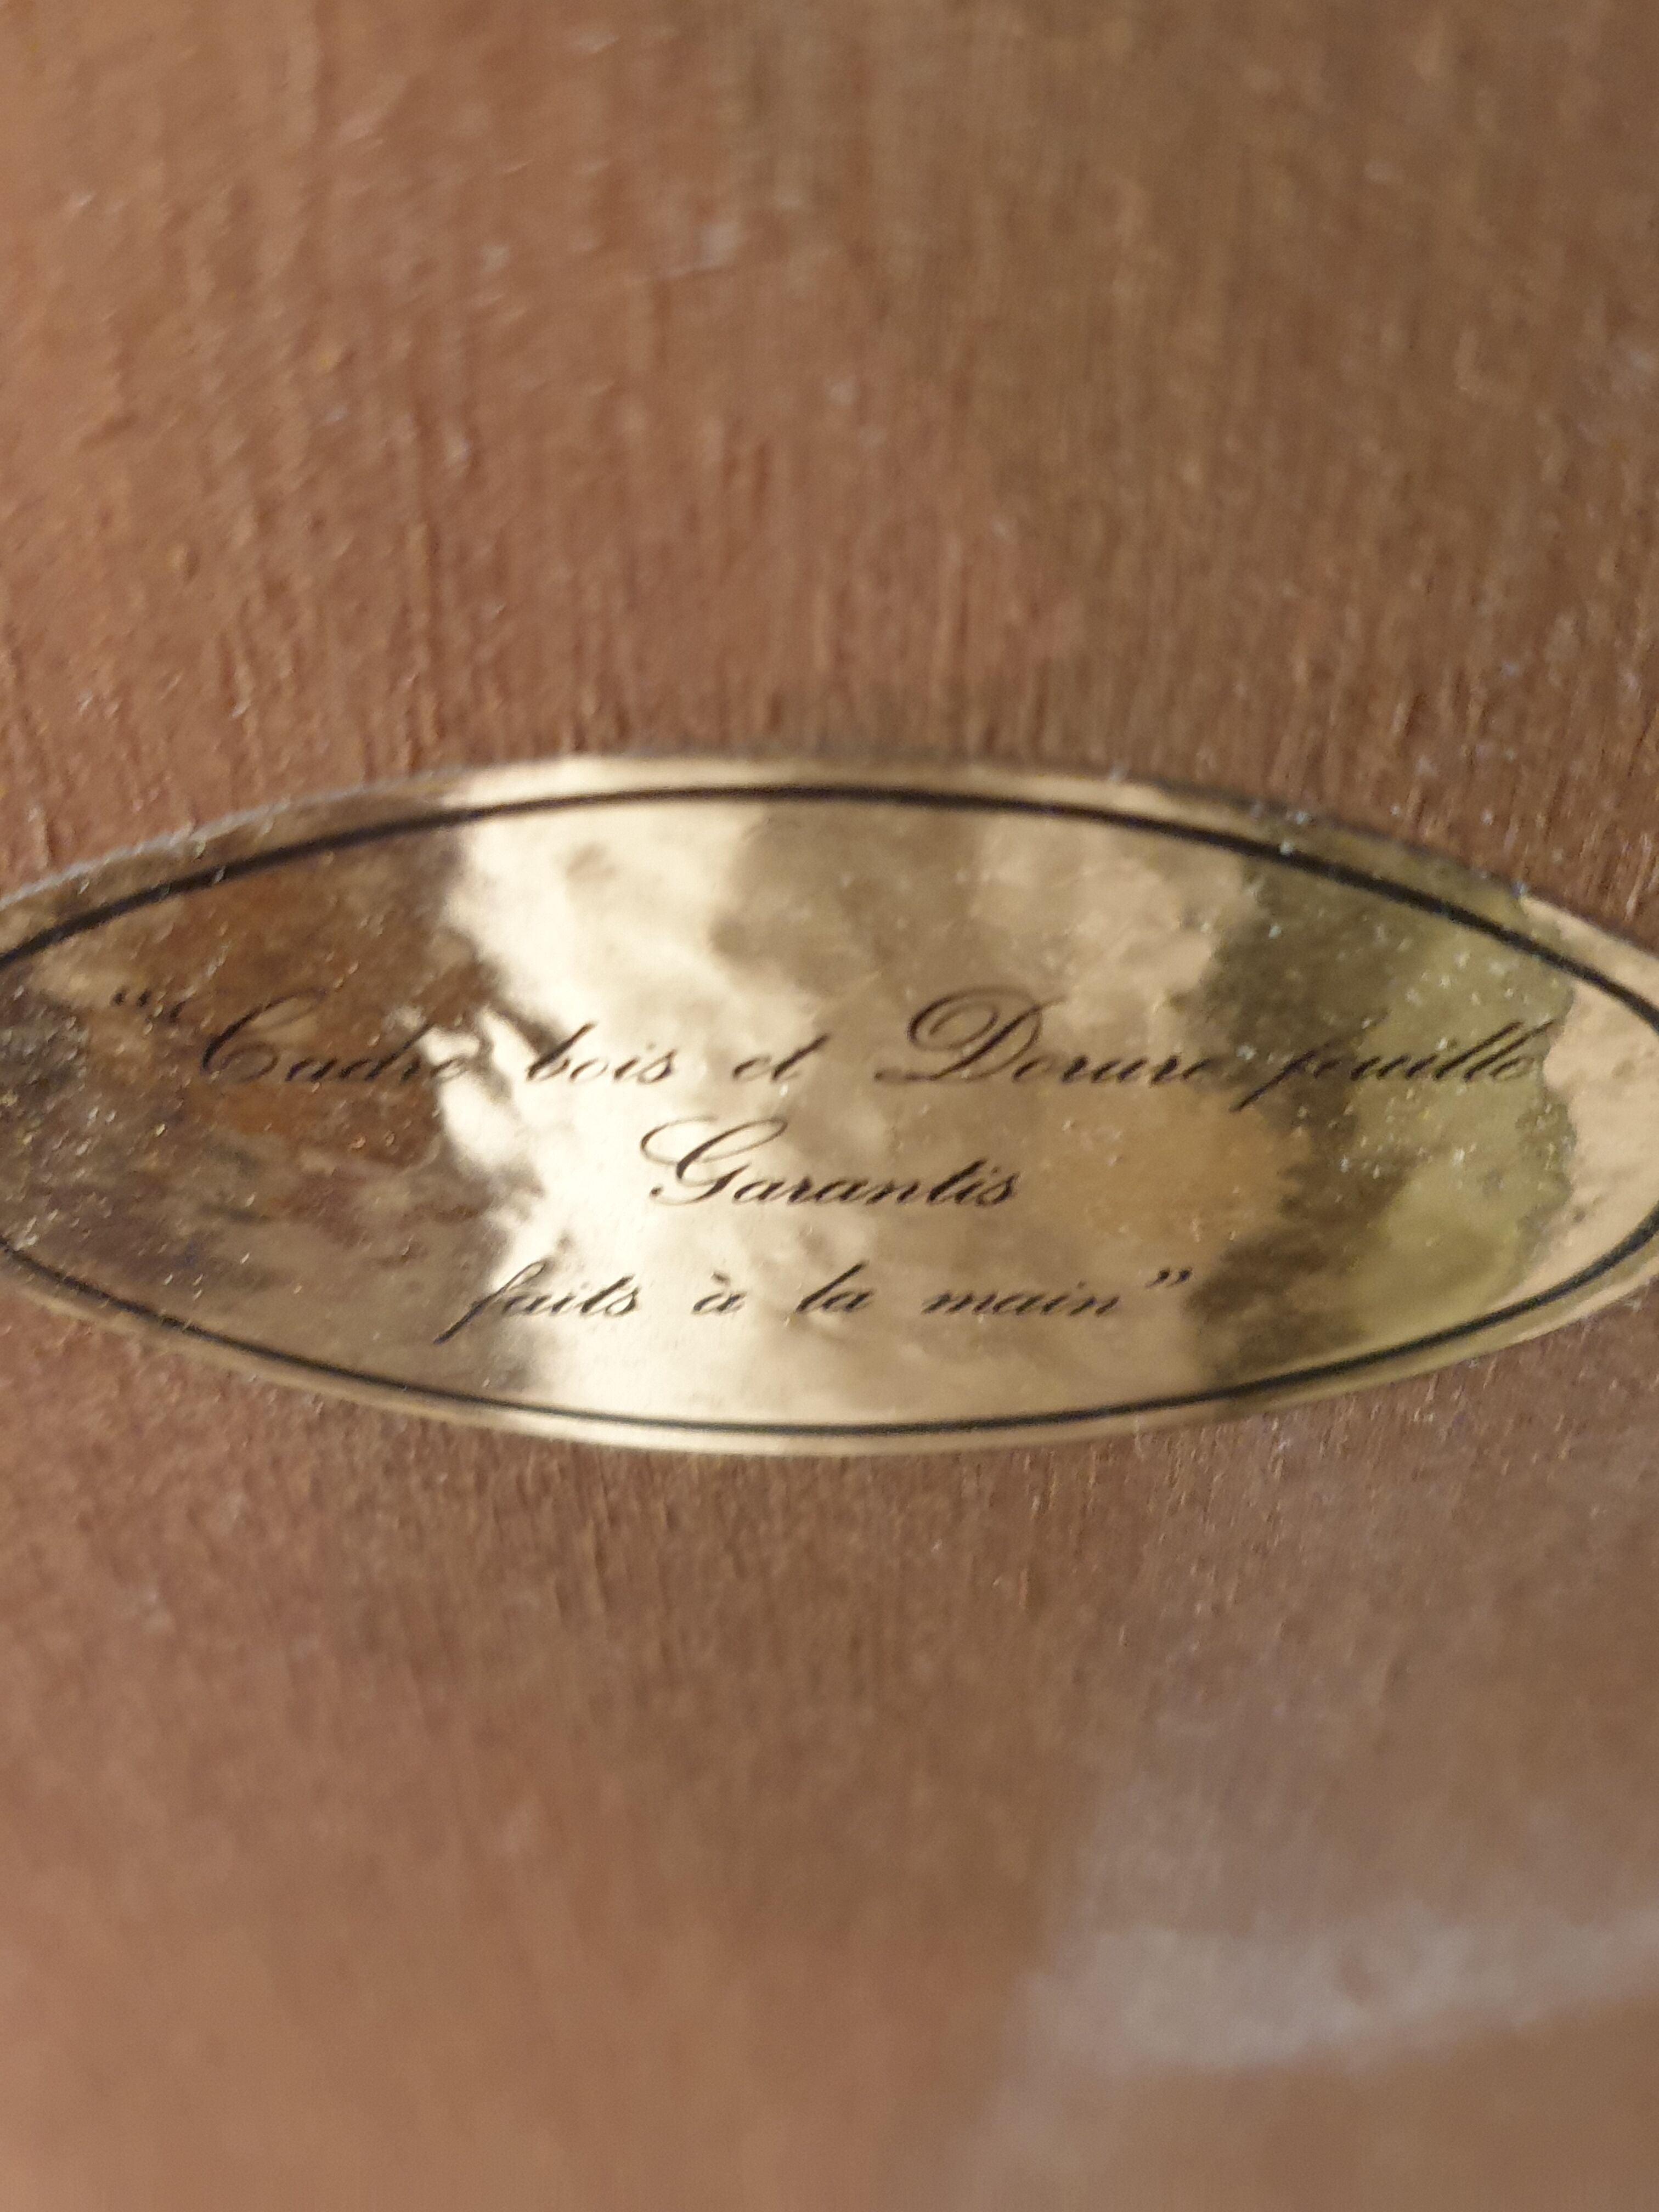 “Cadre bois et Dorure feuille
Garantis
faits à la main”